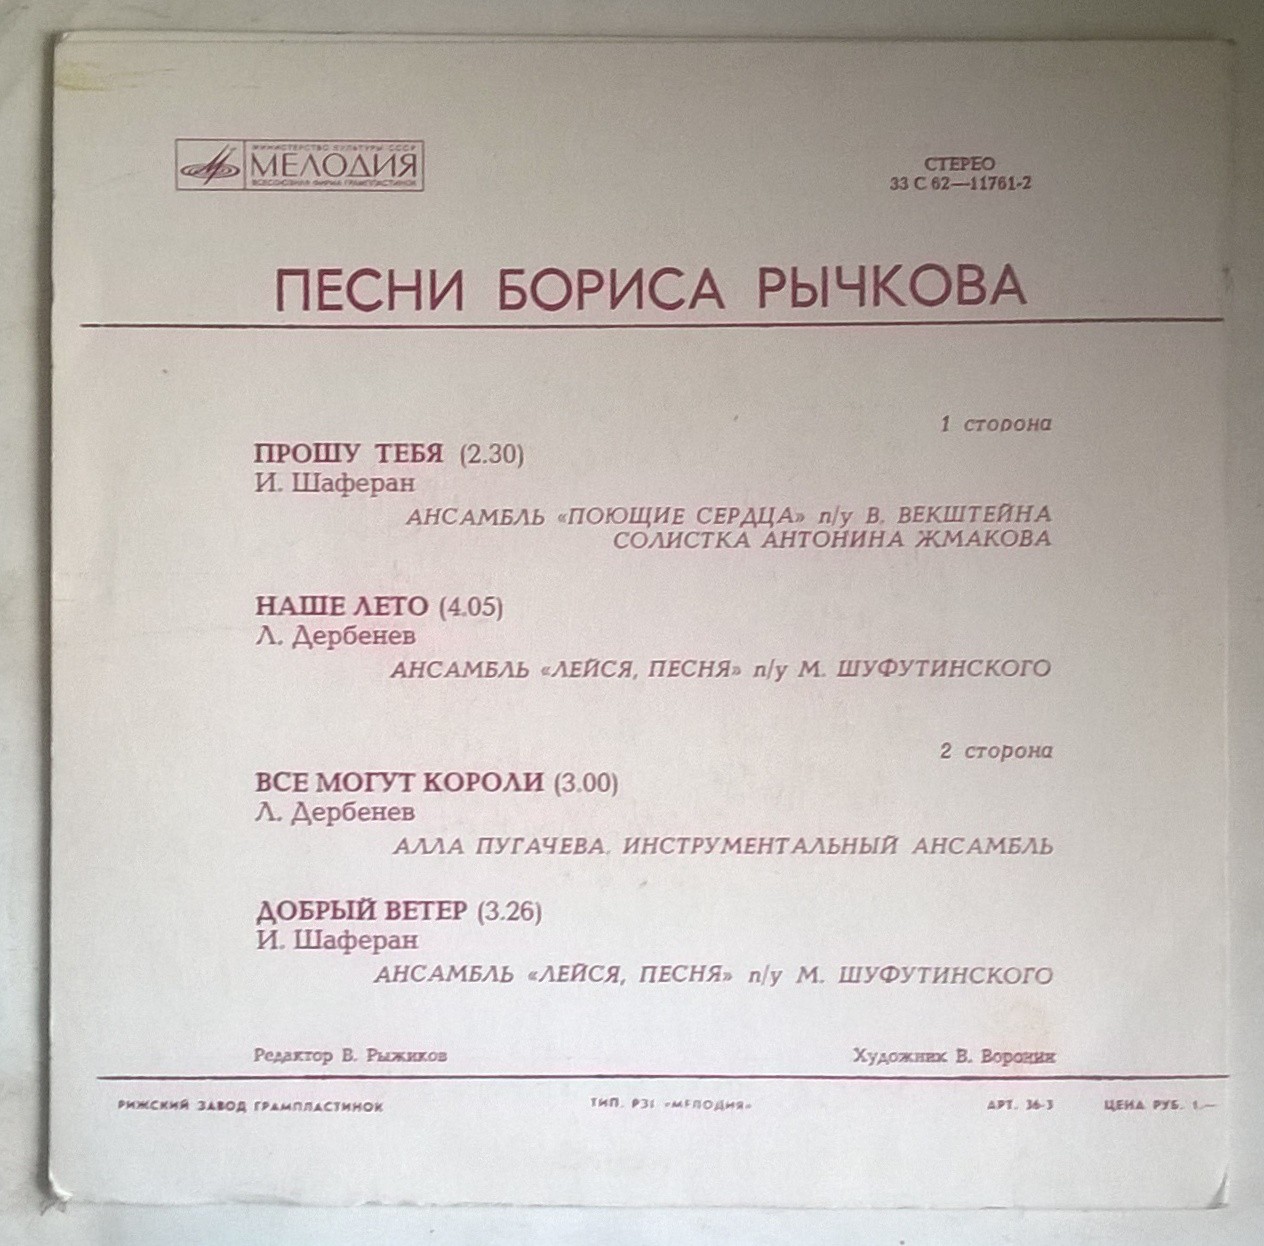 МИНИСТЕРСТВО КУЛЬТУРЫ СССР
МЕЛОДИЯ
ВСЕСОЮЗНАЯ ФИРМА ГРАМПЛАСТИНОК
СТЕРЕО
33 С 62—11761-2
ПЕСНИ БОРИСА РЫЧКОВА
1 сторона
ПРОШУ ТЕБЯ (2.30)
И. Шаферан
АНСАМБЛЬ «ПОЮЩИЕ СЕРДЦА» п/у В. ВЕКШТЕЙНА
СОЛИСТКА АНТОНИНА ЖМАКОВА
НАШЕ ЛЕТО (4.05)
Л. Дербенев
АНСАМБЛЬ «ЛЕЙСЯ, ПЕСНЯ» п/у М. ШУФУТИНСКОГО
2 сторона
ВСЕ МОГУТ КОРОЛИ (3.00)
Л. Дербенев
АЛЛА ПУГАЧЕВА. ИНСТРУМЕНТАЛЬНЫЙ АНСАМБЛЬ
ДОБРЫЙ ВЕТЕР (3.26)
И. Шаферан
АНСАМБЛЬ «ЛЕЙСЯ, ПЕСНЯ» п/у М. ШУФУТИНСКОГО
Редактор В. Рыжиков
Художник В. Воронин
РИЖСКИЙ ЗАВОД ГРАМПЛАСТИНОК
ТИП. РЗГ «МЕЛОДИЯ»
АРТ. 36-3
ЦЕНА РУБ. 1.—